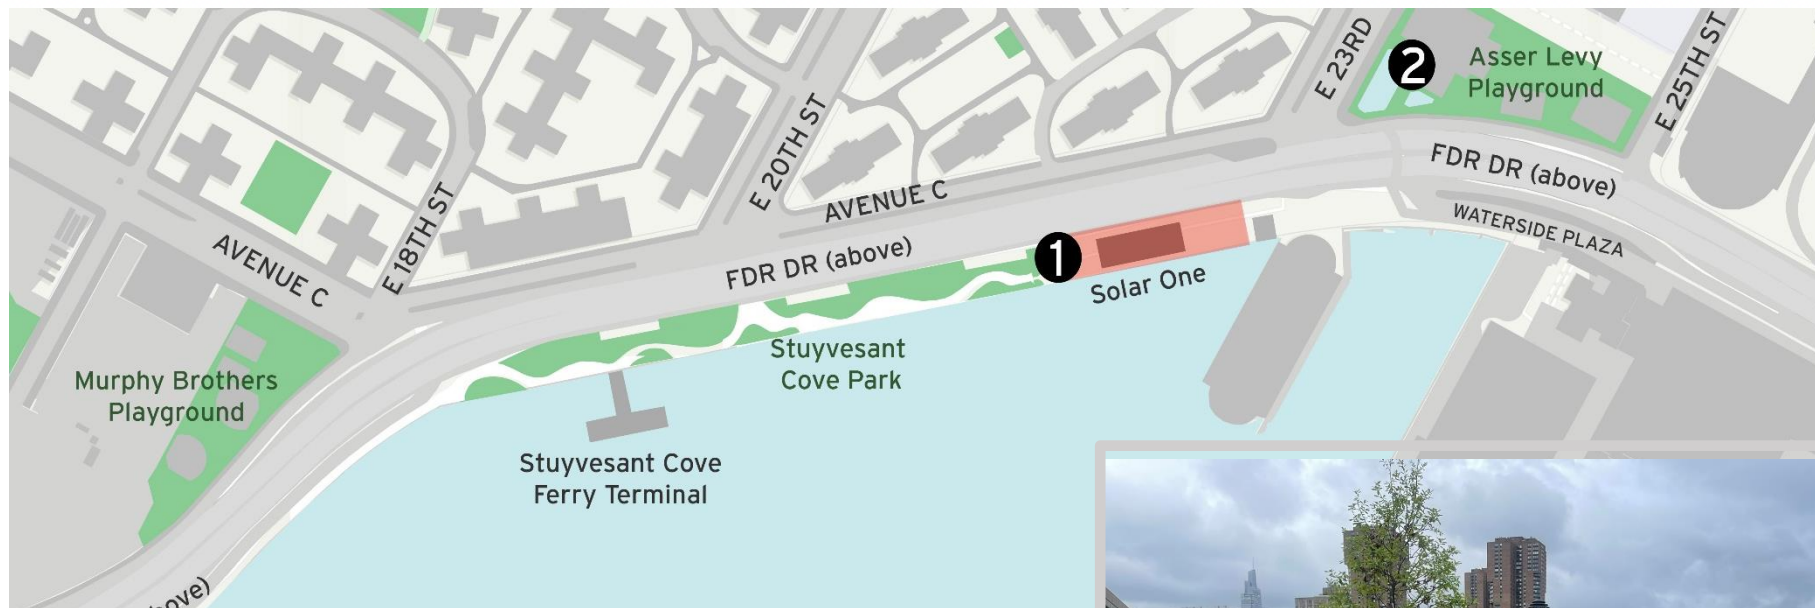 E 23RD
2
Asser Levy
Playground
E 25TH ST
E 20TH ST
FDR DR (above)
AVENUE C
WATERSIDE PLAZA
E 18TH ST
AVENUE C
FDR DR (above)
1
Solar One
Stuyvesant
Cove Park
Murphy Brothers
Playground
Stuyvesant Cove
Ferry Terminal